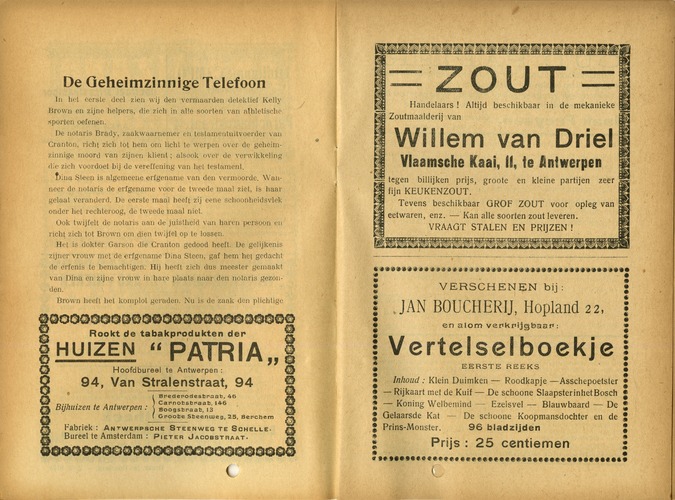 De Geheimzinnige Telefoon
In het eerste deel zien wij den vermaarden detektief Kelly
Brown en zijne helpers, die zich in alle soorten van athletische
sporten oefenen.
De notaris Brady, zaakwaarnemer en testamentuitvoerder van
Cranton, richt zich tot hem om licht te werpen over de geheim-
zinnige moord van zijnen klient; alsook over de verwikkeling
die zich voordoet bij de vereffening van het testament.
Dina Steen is algemeene erfgename van den vermoorde. Wan-
neer de notaris de erfgename voor de tweede maal ziet, is haar
gelaat veranderd. De eerste maal heeft zij eene schoonheidsvlek
onder het rechteroog, de tweede maal niet.
Ook twijfelt de notaris aan de juistheid van haren persoon en
richt zich tot Brown om dien twijfel op te lossen.
Het is dokter Garson die Cranton gedood heeft. De gelijkenis
zijner vrouw met de erfgename Dina Steen, gaf hem het gedacht
de erfenis te bemachtigen. Hij heeft zich dus meester gemaakt
van Dina en zijne vrouw in hare plaats naar den notaris gezon-
den.
Brown heeft het komplot geraden. Nu is de zaak den plichtige
Rookt de tabakprodukten der
HUIZEN " PATRIA „
Hoofdbureel te Antwerpen :
94, Van Stralenstraat, 94
Bijhuizen te Antwerpen :
Brederodestraat, 46
Carnotstraat, 146
Hoogstraat, 13
Groote Steenweg, 25, Berchem
Fabriek : ANTWERPSCHE STEENWEG TE SCHELLE.
Bureel te Amsterdam : PIETER JACOBSTRAAT.
= ZOUT =
Handelaars ! Altijd beschikbaar in de mekanieke
Zoutmaalderij van
Willem van Driel
Vlaamsche Kaai, 11, te Antwerpen
tegen billijken prijs, groote en kleine partijen zeer
fijn KEUKENZOUT.
Tevens beschikbaar GROF ZOUT voor opleg van
eetwaren, enz. — Kan alle soorten zout leveren.
VRAAGT STALEN EN PRIJZEN !
VERSCHENEN bij :
JAN BOUCHERIJ, Hopland 22,
en alom verkrijgbaar:
Vertelselboekje
EERSTE REEKS
Inhoud : Klein Duimken — Roodkapje — Asschepoetster
— Rijkaart met de Kuif — De schoone Slaapster in het Bosch
— Koning Welbemind — Ezelsvel — Blauwbaard — De
Gelaarsde Kat — De schoone Koopmansdochter en de
Prins-Monster. 96 bladzijden
Prijs : 25 centiemen